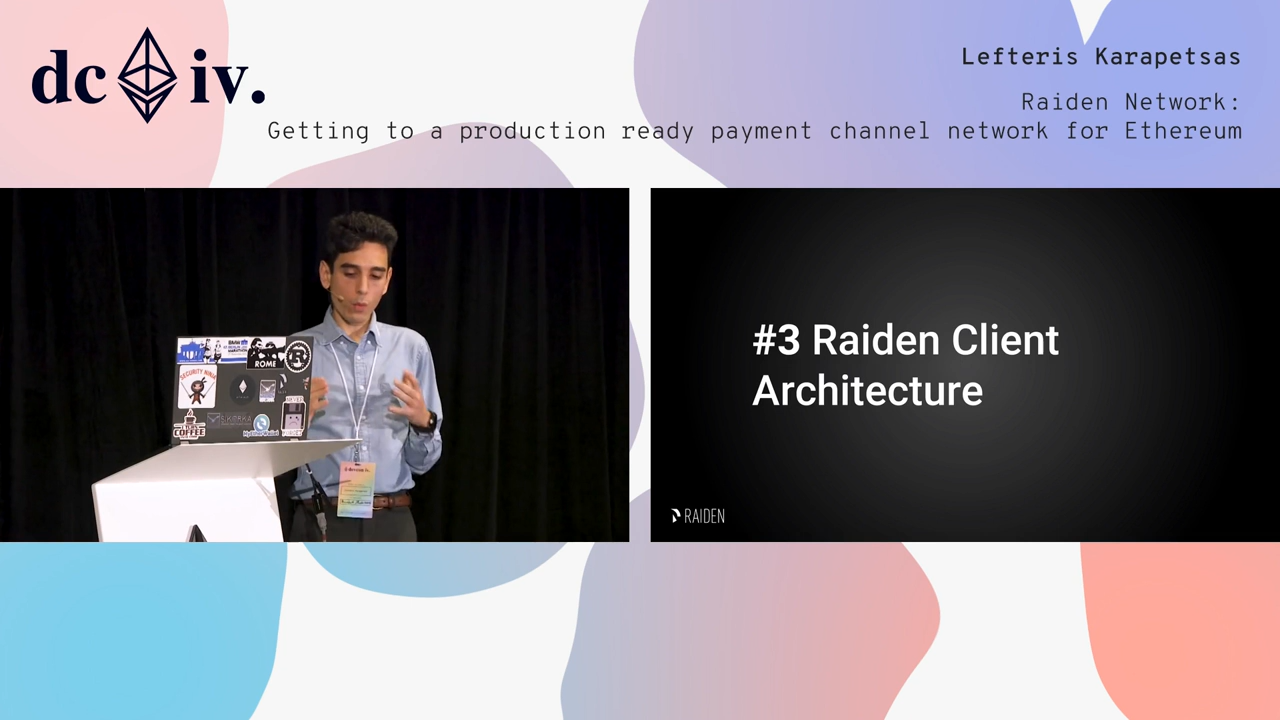 dc iv.
Lefteris Karapetsas
Raiden Network:
Getting to a production ready payment channel network for Ethereum
#3 Raiden Client
Architecture
RAIDEN
ROME
SECURITY NINJA
COFFEE